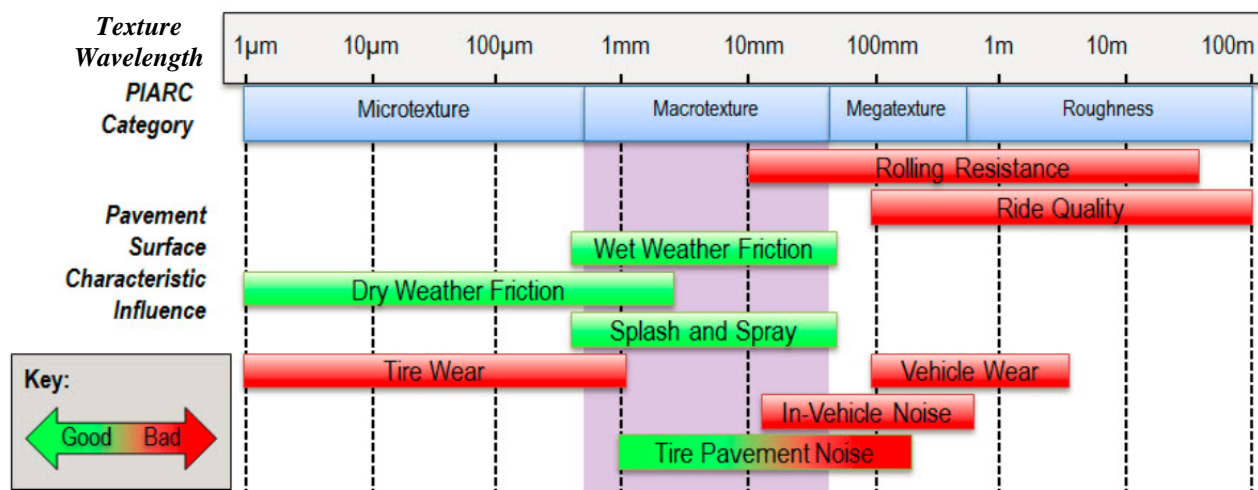 Texture
Wavelength
1µm 10µm 100µm 1mm 10mm 100mm 1m 10m 100m
PIARC
Category
Microtexture Macrotexture Megatexture Roughness
Rolling Resistance
Ride Quality
Pavement
Surface
Characteristic
Influence
Wet Weather Friction
Dry Weather Friction
Splash and Spray
Tire Wear Vehicle Wear
In-Vehicle Noise
Tire Pavement Noise
Key:
Good Bad